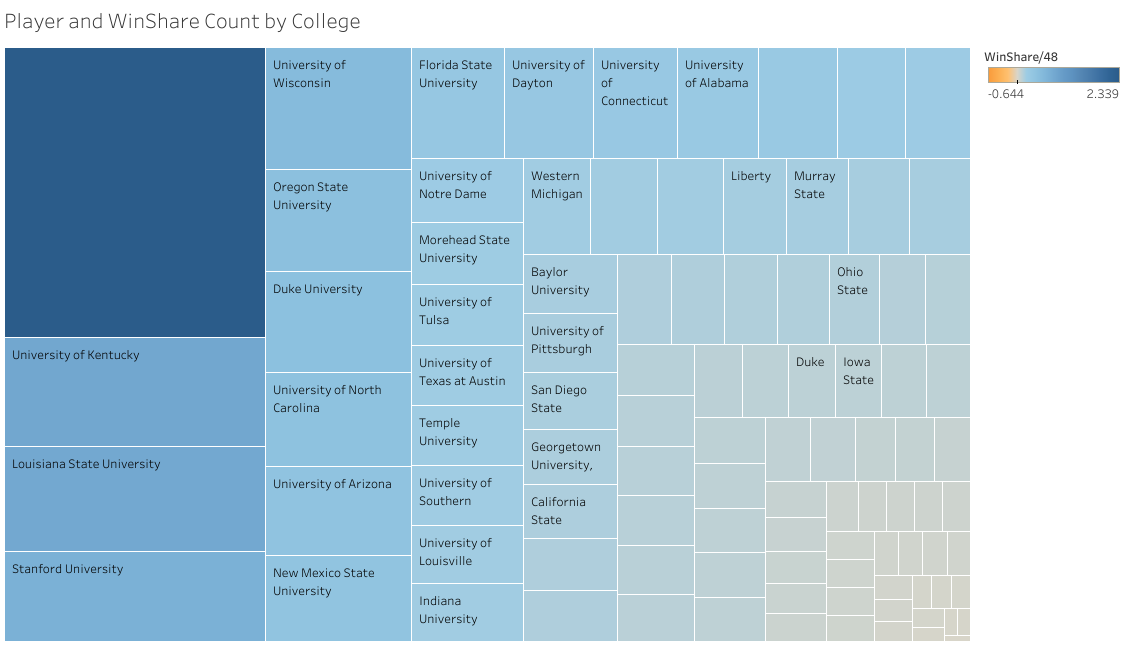 Player and WinShare Count by College
WinShare/48
-0.644
2.339
University of Kentucky
Louisiana State University
Stanford University
University of
Wisconsin
Oregon State
University
Duke University
University of North
Carolina
University of Arizona
New Mexico State
University
Florida State
University
University of
Dayton
University
of
Connecticut
University
of Alabama
University of
Notre Dame
Morehead State
University
University of
Tulsa
University of
Texas at Austin
Temple
University
University of
Southern
University of
Louisville
Indiana
University
Western
Michigan
Liberty
Murray
State
Baylor
University
University of
Pittsburgh
San Diego
State
Georgetown
University,
California
State
Ohio
State
Duke
Iowa
State